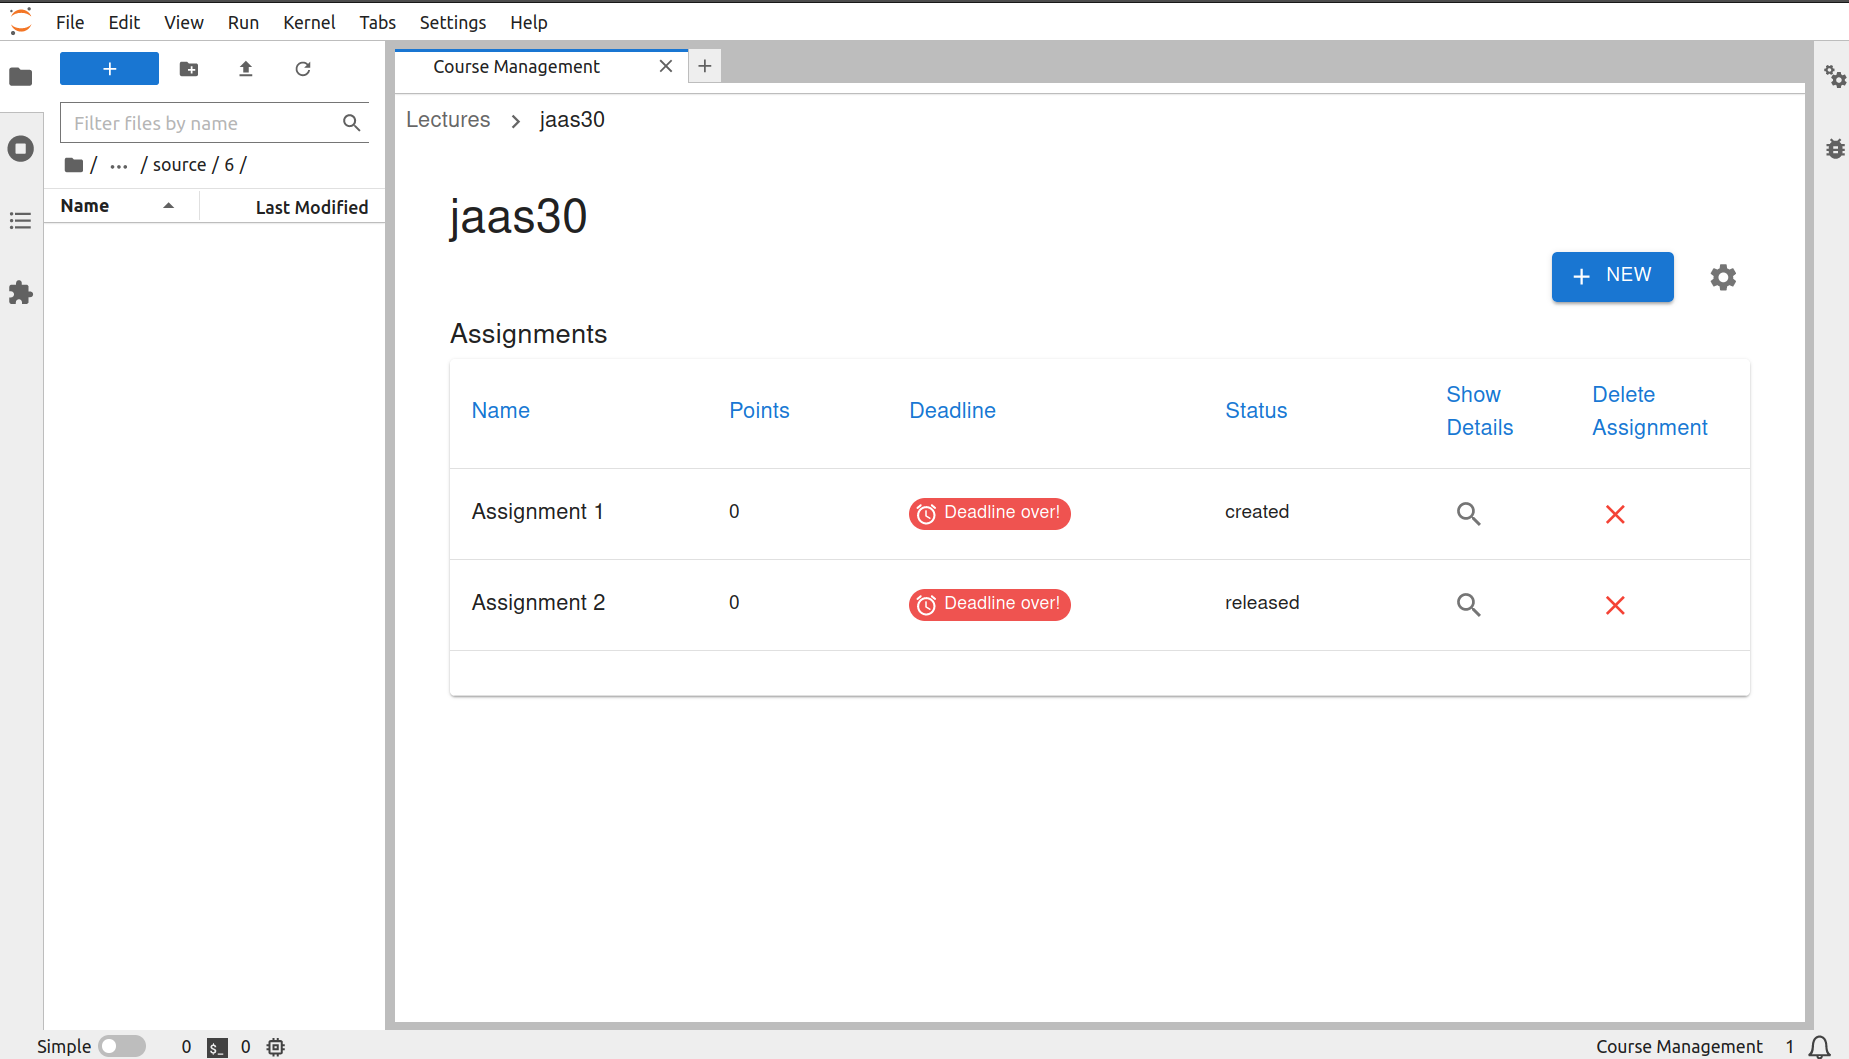 File Edit View Run Kernel Tabs Settings Help
Course Management
Filter files by name
/ ... / source / 6 /
Name Last Modified
Lectures > jaas30
jaas30
+ NEW
Assignments
Name Points Deadline Status Show Details Delete Assignment
Assignment 1 0 Deadline over! created
Assignment 2 0 Deadline over! released
Simple 0 $_ 0 Course Management 1